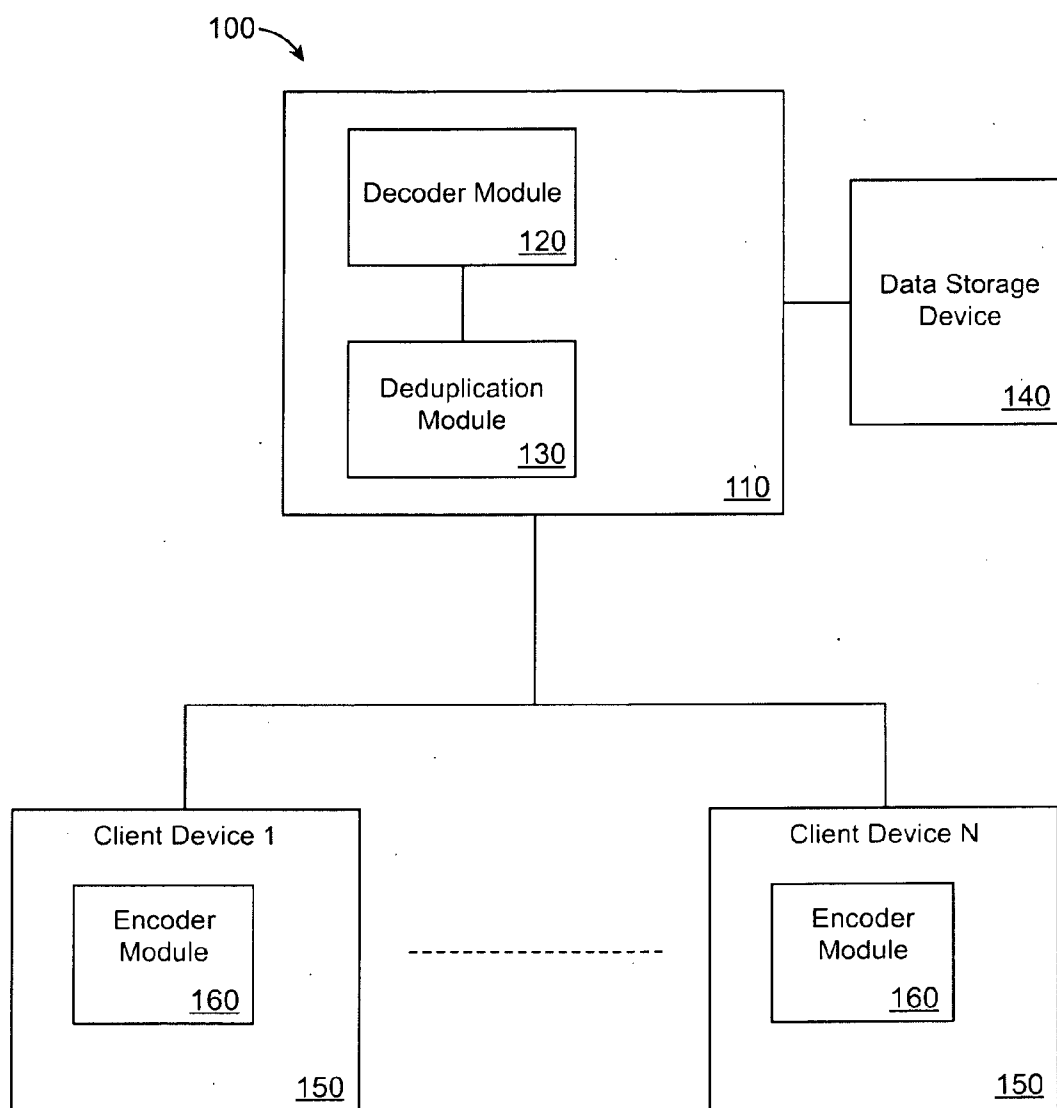 100
Decoder Module
120
Deduplication
Module
130
110
Data Storage
Device
140
Client Device 1
Encoder
Module
160
150
Client Device N
Encoder
Module
160
150